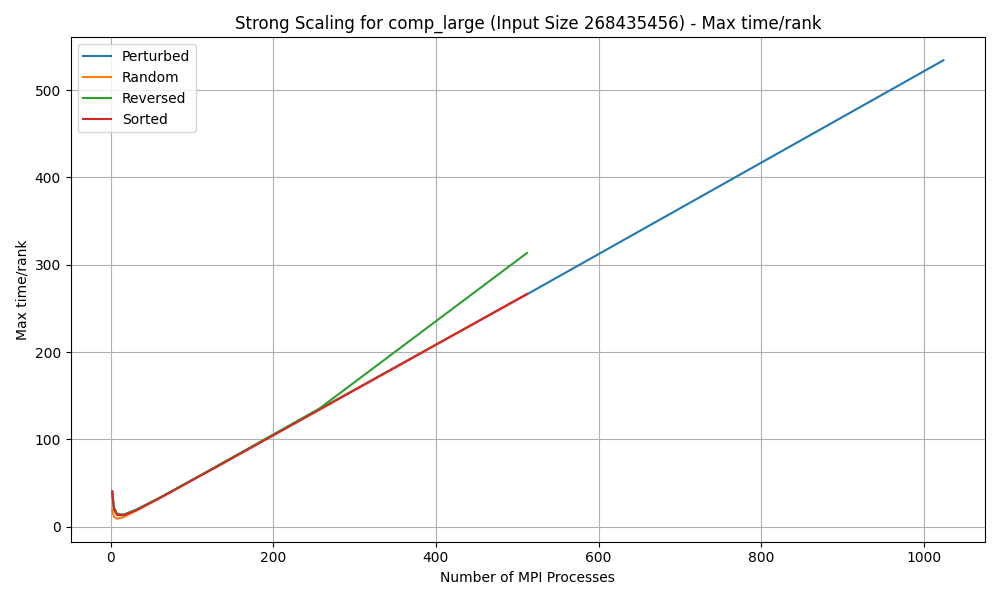 Strong Scaling for comp_large (Input Size 268435456) - Max time/rank
Perturbed
Random
Reversed
Sorted
Max time/rank
500
400
300
200
100
0
0 200 400 600 800 1000
Number of MPI Processes